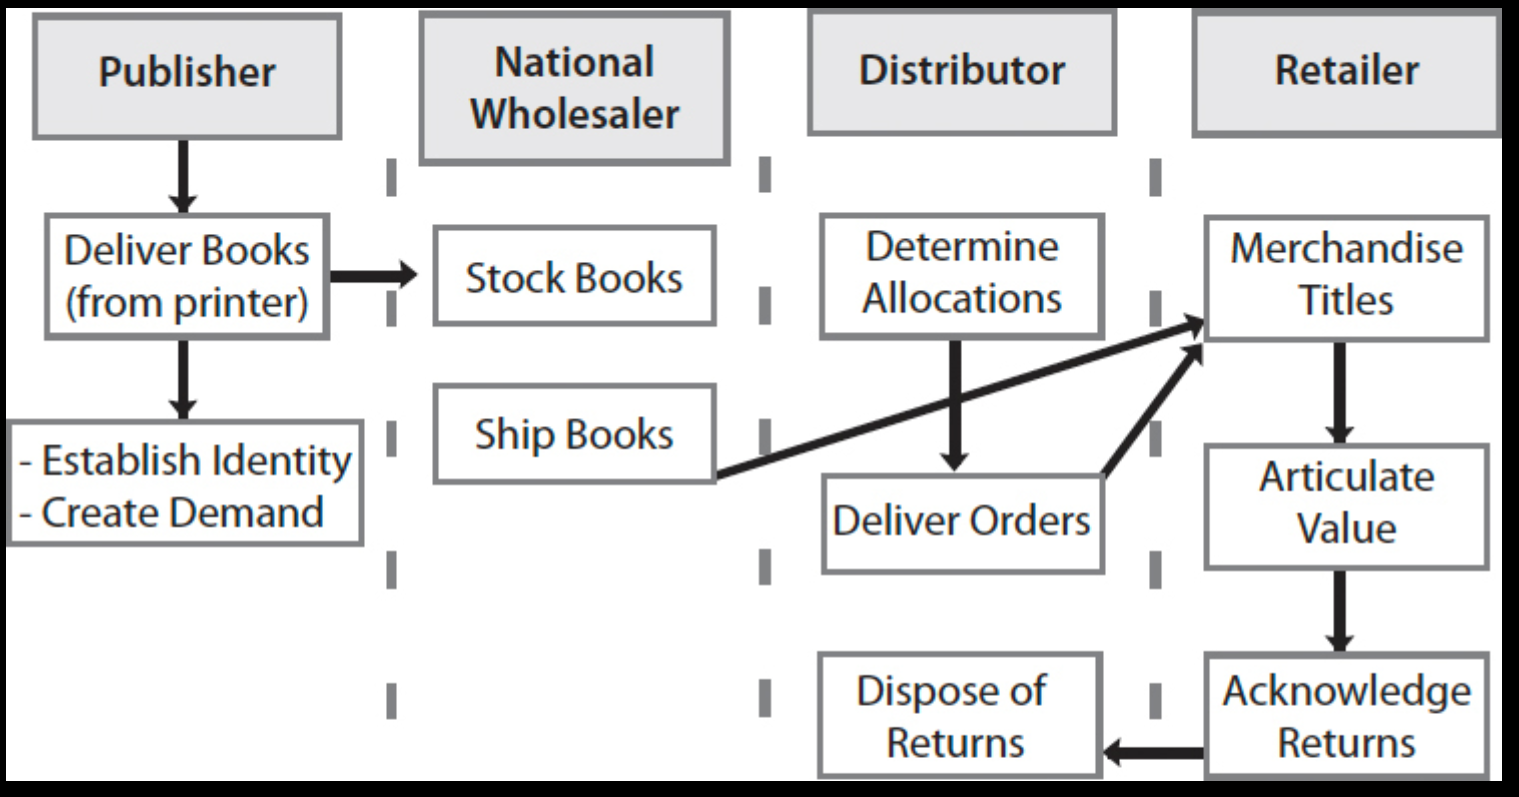 Publisher
National
Wholesaler
Distributor
Retailer
Deliver Books
(from printer)
Stock Books
Determine
Allocations
Merchandise
Titles
- Establish Identity
- Create Demand
Ship Books
Deliver Orders
Articulate
Value
Dispose of
Returns
Acknowledge
Returns